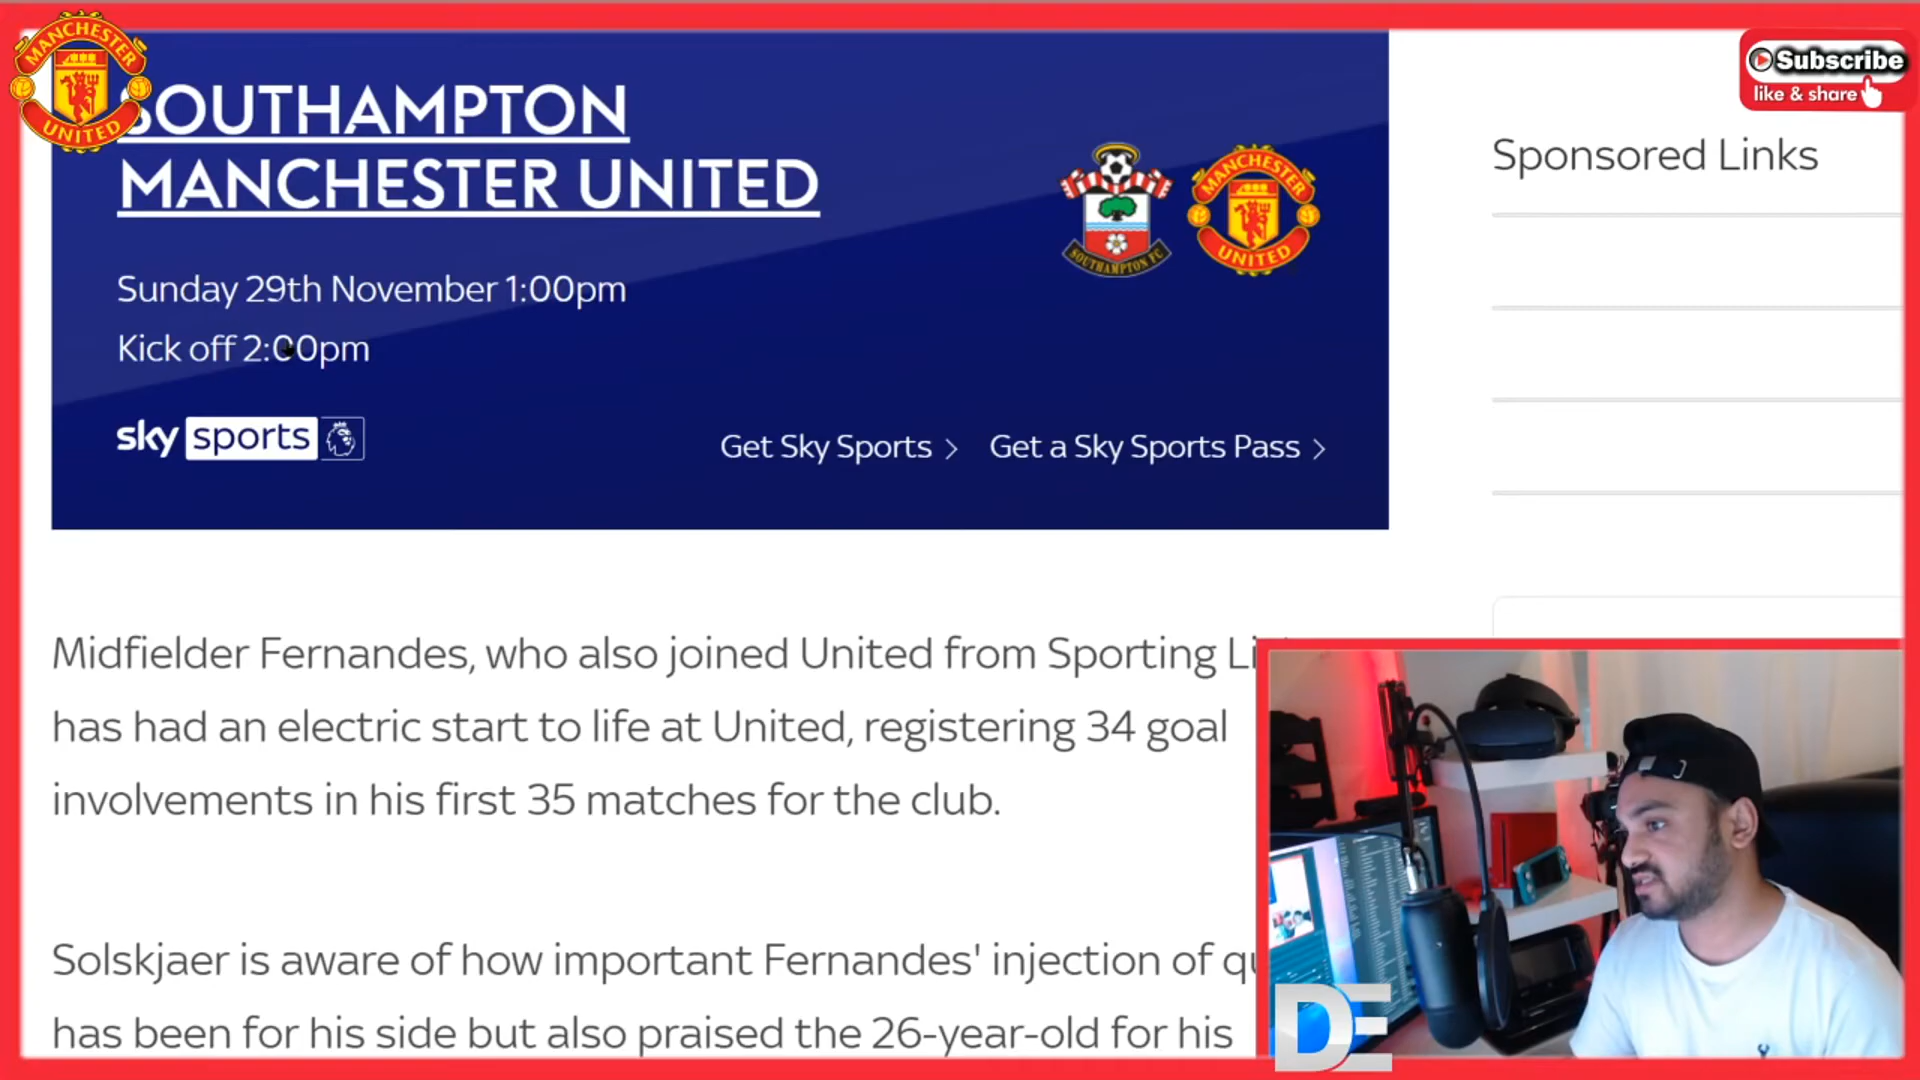 MANCHESTER
UNITED
SOUTHAMPTON
MANCHESTER UNITED
Sunday 29th November 1:00pm
Kick off 2:00pm
sky sports
Get Sky Sports
Get a Sky Sports Pass
SOUTHAMPTON FC
MANCHESTER
UNITED
Subscribe
like & share
Sponsored Links
Midfielder Fernandes, who also joined United from Sporting
has had an electric start to life at United, registering 34 goal
involvements in his first 35 matches for the club.
Solskjaer is aware of how important Fernandes' injection of
has been for his side but also praised the 26-year-old for his
DE